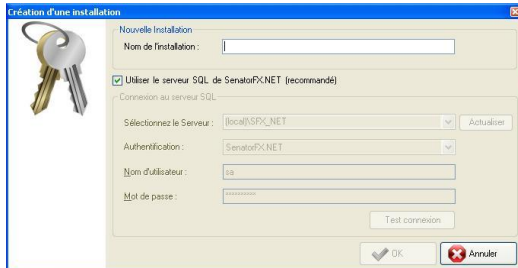 Création d'une installation
Nouvelle Installation
Nom de l'installation :
Utiliser le serveur SQL de SenatorFX.NET (recommandé)
Connexion au serveur SQL
Sélectionnez le Serveur : (local)\SFX_NET Actualiser
Authentification : SenatorFX.NET
Nom d'utilisateur : sa
Mot de passe : **********
Test connexion
OK Annuler